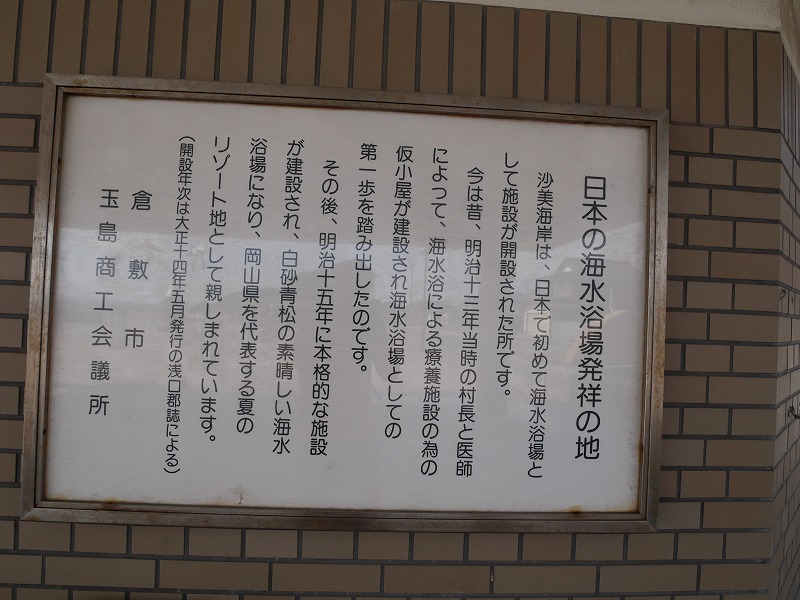 日本の海水浴場発祥の地
沙美海岸は、日本で初めて海水浴場と
して施設が開設された所です。
今は昔、明治十三年当時の村長と医師
によって、海水浴による療養施設の為の
仮小屋が建設され海水浴場としての
第一歩を踏み出したのです。
その後、明治十五年に本格的な施設
が建設され、白砂青松の素晴しい海水
浴場になり、岡山県を代表する夏の
リゾート地として親しまれています。
(開設年次は大正十四年五月発行の浅口郡誌による)
倉敷市
玉島商工会議所